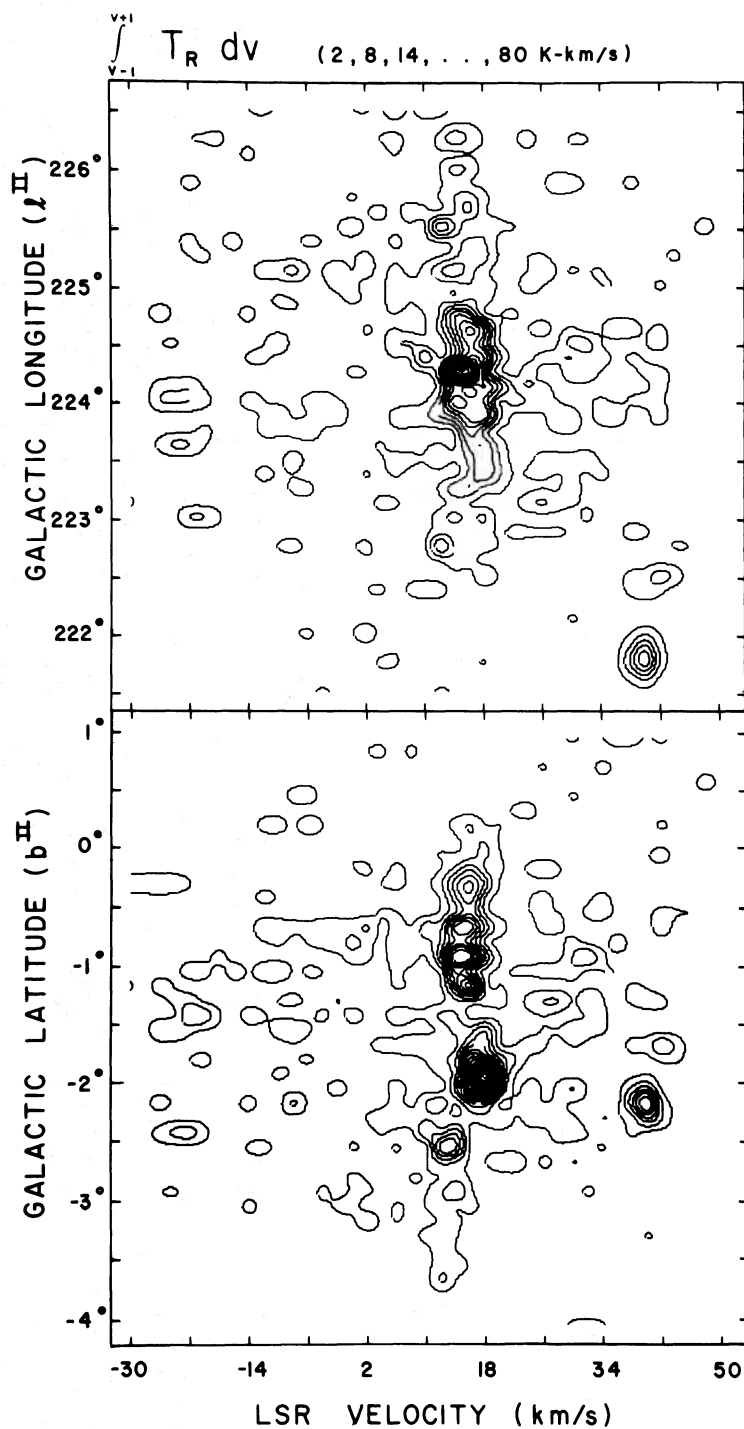 V+1
∫ T_R dv (2,8,14, . . . ,80 K-km/s)
V-1
GALACTIC LONGITUDE (ℓ^II)
226°
225°
224°
223°
222°
GALACTIC LATITUDE (b^II)
1°
0°
-1°
-2°
-3°
-4°
-30 -14 2 18 34 50
LSR VELOCITY (km/s)